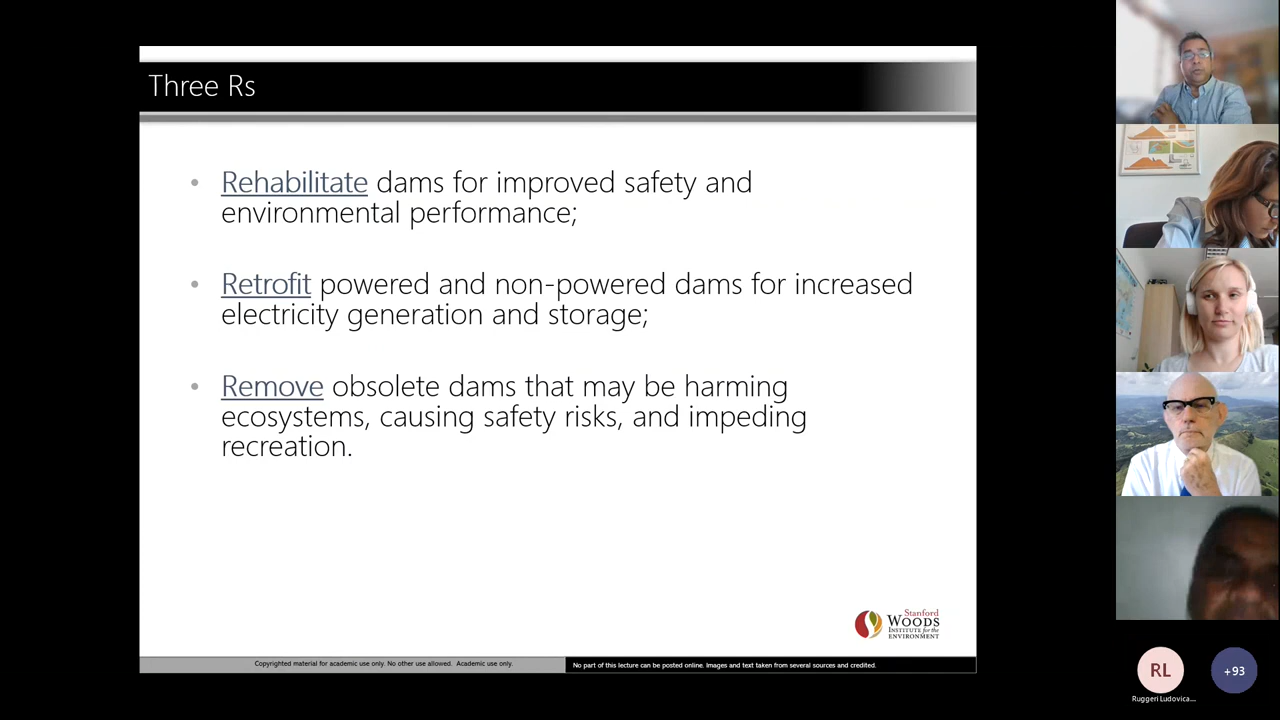 Three Rs
• Rehabilitate dams for improved safety and
environmental performance;
• Retrofit powered and non-powered dams for increased
electricity generation and storage;
• Remove obsolete dams that may be harming
ecosystems, causing safety risks, and impeding
recreation.
Stanford
WOODS
INSTITUTE for the
ENVIRONMENT
Copyrighted material for academic use only. No other use allowed. Academic use only.
No part of this lecture can be posted online. Images and text taken from several sources and credited.
RL
+93
Ruggeri Ludovica...